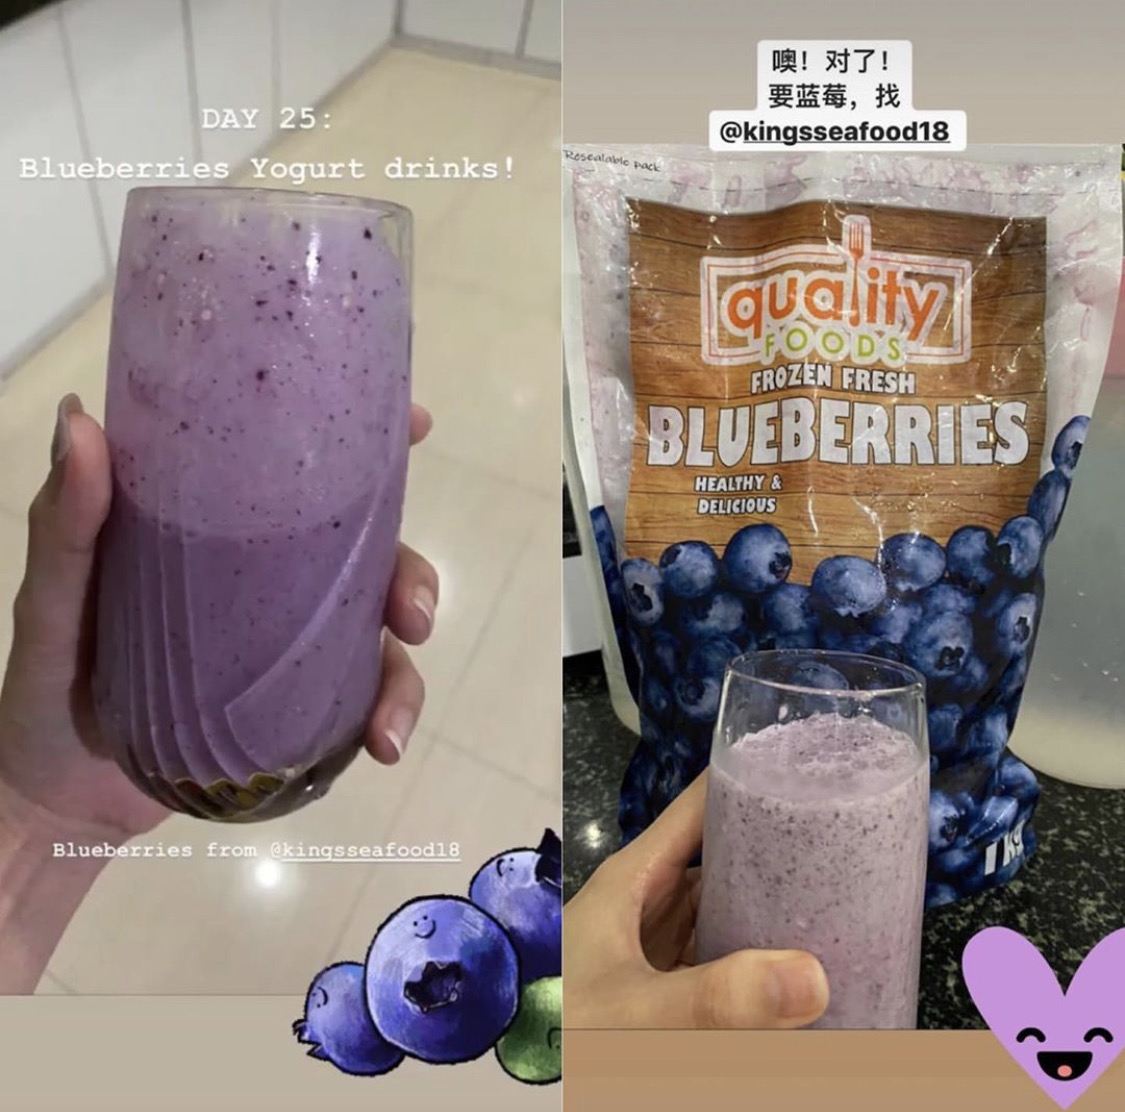 DAY 25:
Blueberries Yogurt drinks!
Blueberries from @kingsseafood18
噢！对了！
要蓝莓，找
@kingsseafood18
Resealable pack
quality
FOODS
FROZEN FRESH
BLUEBERRIES
HEALTHY &
DELICIOUS
1kg